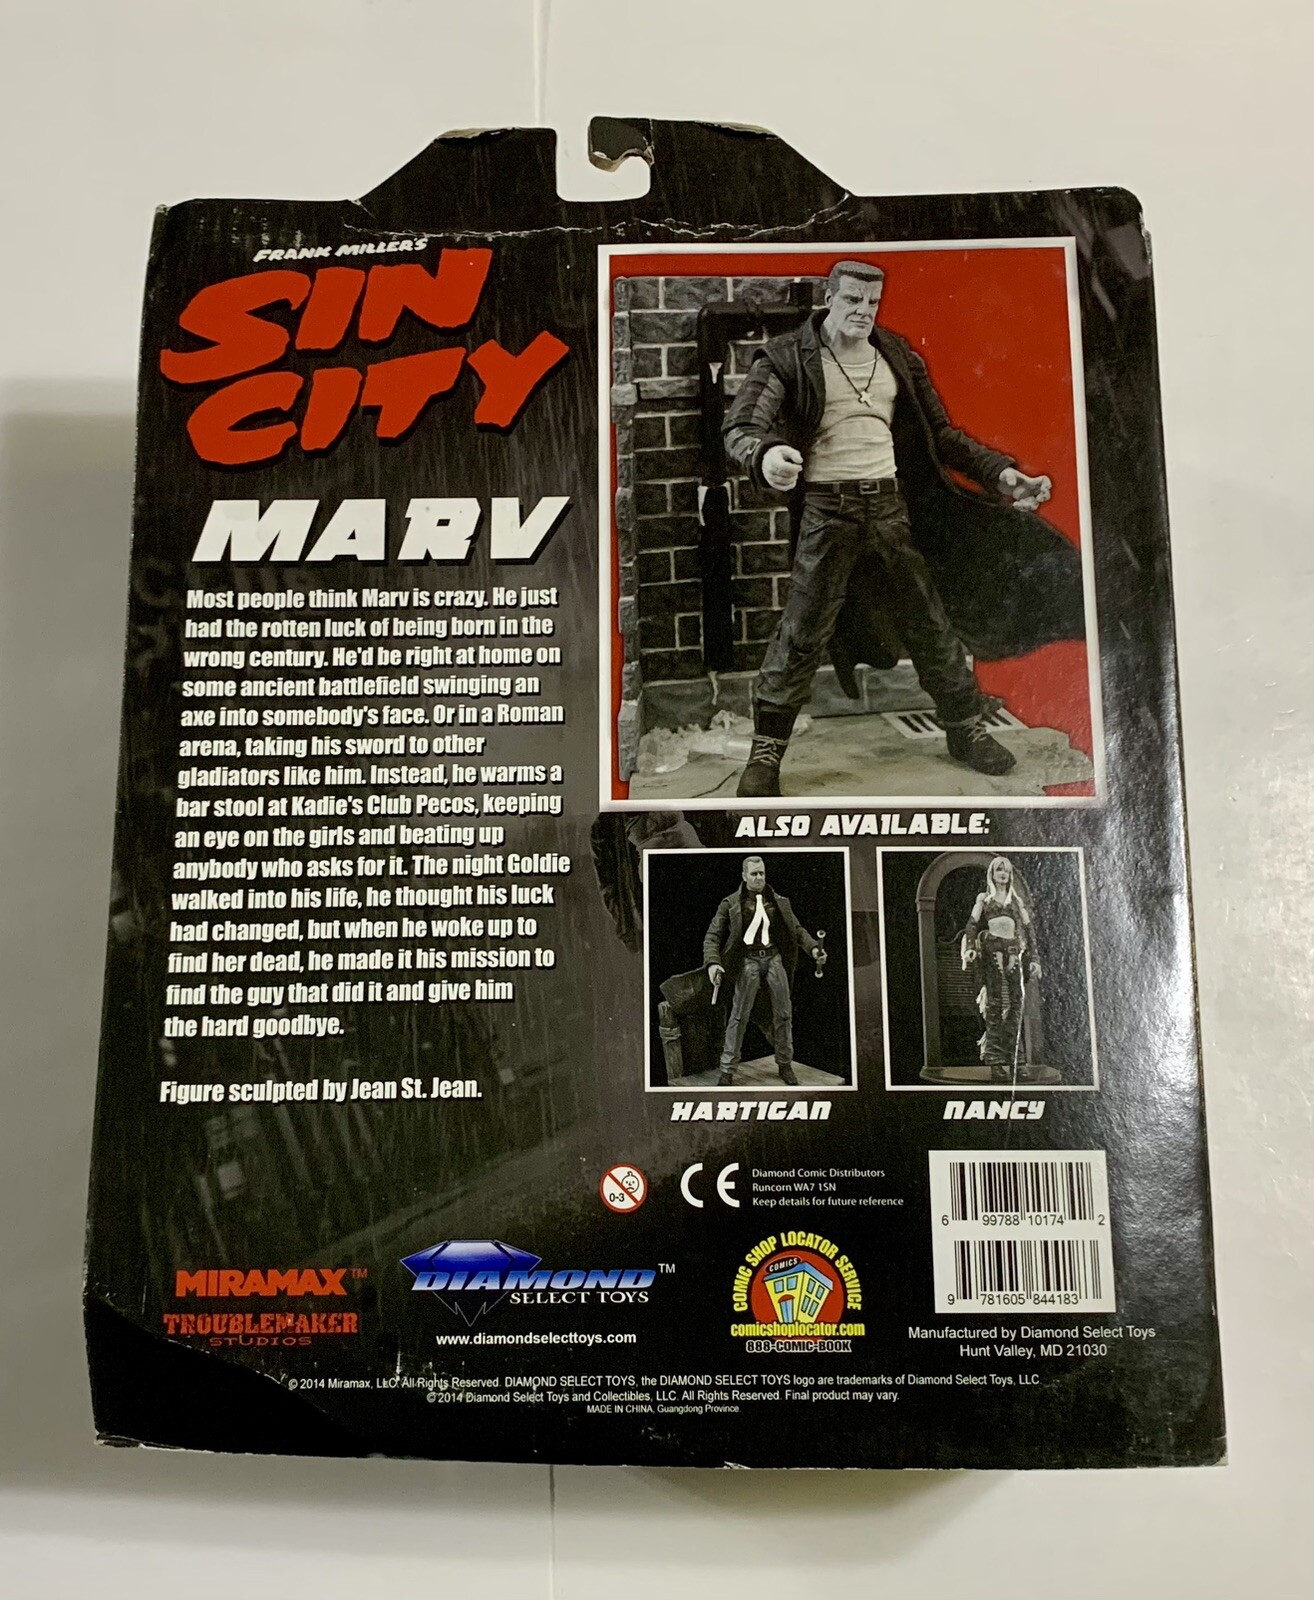 FRANK MILLER'S
SIN
CITY
MARV
Most people think Marv is crazy. He just
had the rotten luck of being born in the
wrong century. He'd be right at home on
some ancient battlefield swinging an
axe into somebody's face. Or in a Roman
arena, taking his sword to other
gladiators like him. Instead, he warms a
bar stool at Kadie's Club Pecos, keeping
an eye on the girls and beating up
anybody who asks for it. The night Goldie
walked into his life, he thought his luck
had changed, but when he woke up to
find her dead, he made it his mission to
find the guy that did it and give him
the hard goodbye.
Figure sculpted by Jean St. Jean.
ALSO AVAILABLE:
HARTIGAN
NANCY
0-3
CE
Diamond Comic Distributors
Runcorn WA7 1SN
Keep details for future reference
6 99788 10174 2
9 781605 844183
MIRAMAX™
TROUBLEMAKER
STUDIOS
DIAMOND™
SELECT TOYS
www.diamondselecttoys.com
COMIC SHOP LOCATOR SERVICE
COMICS
comicshoplocator.com
888-COMIC-BOOK
Manufactured by Diamond Select Toys
Hunt Valley, MD 21030
© 2014 Miramax, LLC. All Rights Reserved. DIAMOND SELECT TOYS, the DIAMOND SELECT TOYS logo are trademarks of Diamond Select Toys, LLC
© 2014 Diamond Select Toys and Collectibles, LLC. All Rights Reserved. Final product may vary.
MADE IN CHINA, Guangdong Province.